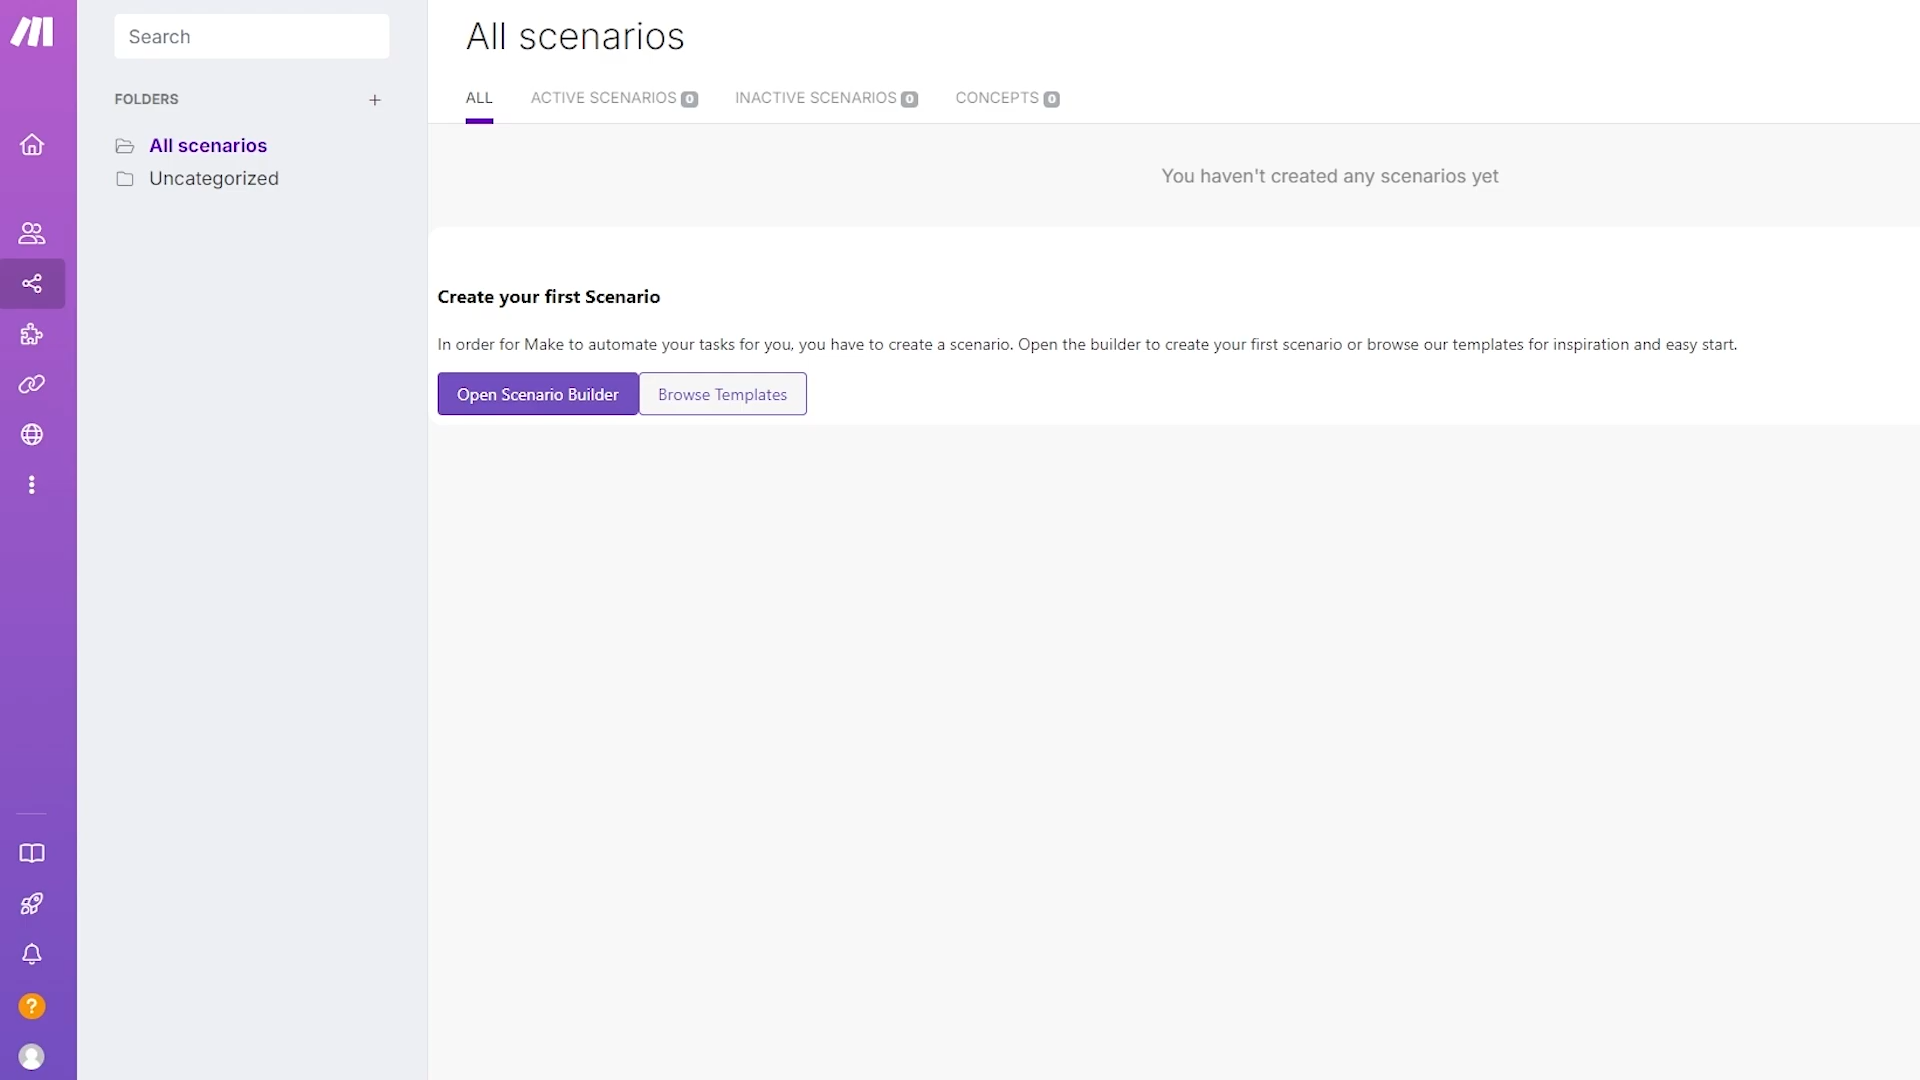 Search
FOLDERS
All scenarios
Uncategorized
All scenarios
ALL
ACTIVE SCENARIOS 0
INACTIVE SCENARIOS 0
CONCEPTS 0
You haven't created any scenarios yet
Create your first Scenario
In order for Make to automate your tasks for you, you have to create a scenario. Open the builder to create your first scenario or browse our templates for inspiration and easy start.
Open Scenario Builder
Browse Templates
?